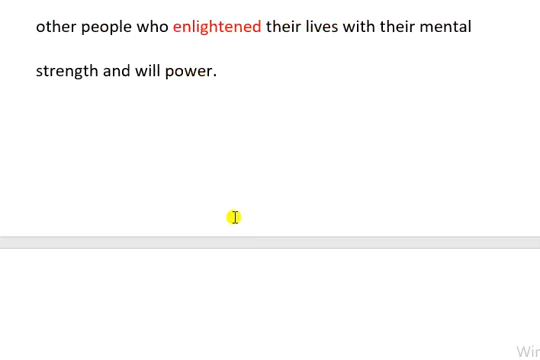 other people who enlightened their lives with their mental
strength and will power.